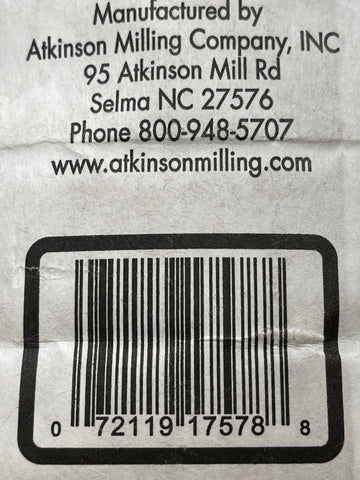 Manufactured by
Atkinson Milling Company, INC
95 Atkinson Mill Rd
Selma NC 27576
Phone 800-948-5707
www.atkinsonmilling.com
0 72119 17578 8